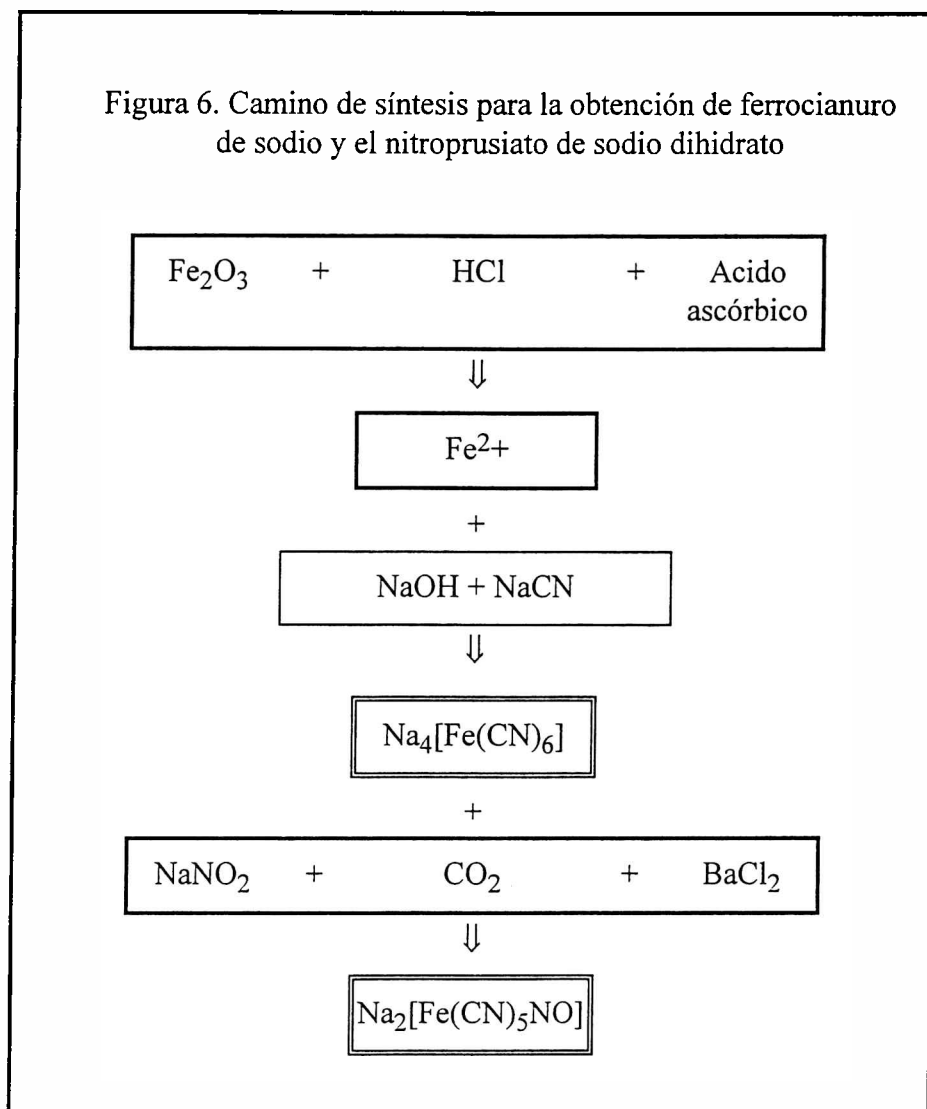 Figura 6. Camino de síntesis para la obtención de ferrocianuro
de sodio y el nitroprusiato de sodio dihidrato
Fe₂O₃ + HCl + Acido
ascórbico
⇓
Fe²+
+
NaOH + NaCN
⇓
Na₄[Fe(CN)₆]
+
NaNO₂ + CO₂ + BaCl₂
⇓
Na₂[Fe(CN)₅NO]